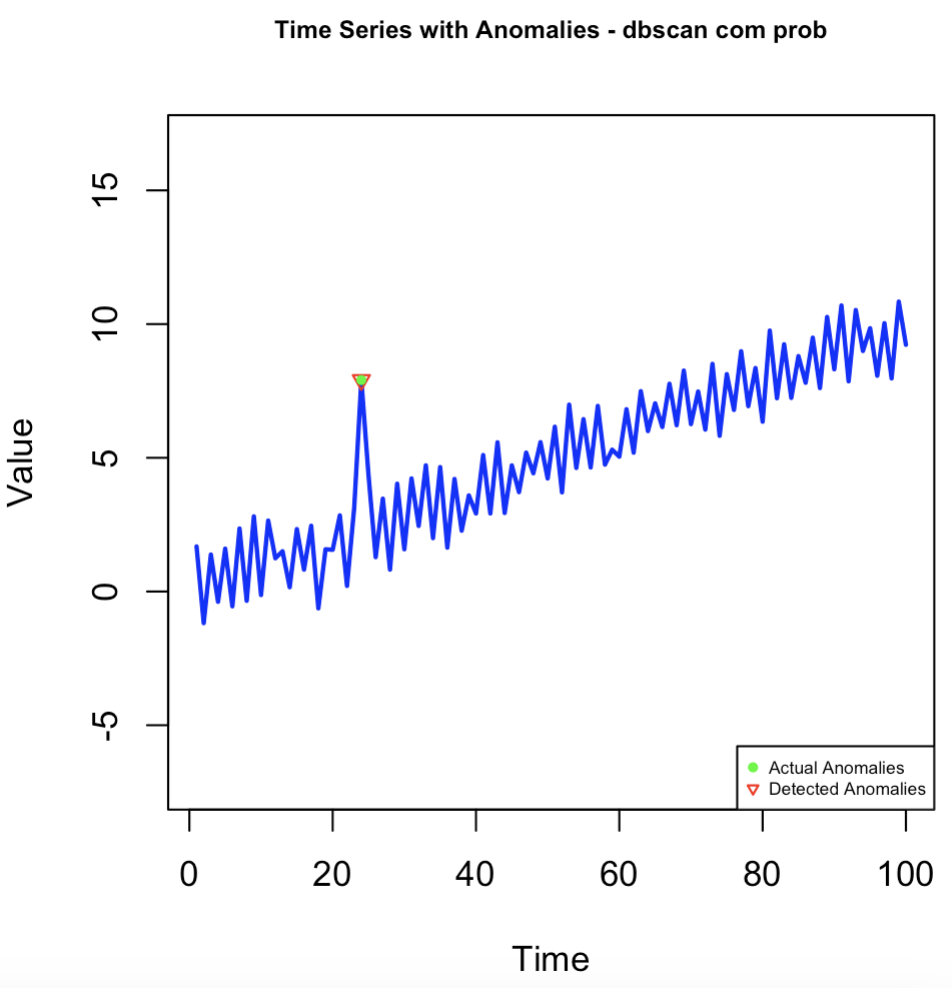 Time Series with Anomalies - dbscan com prob
Value
15
10
5
0
-5
Actual Anomalies
Detected Anomalies
0 20 40 60 80 100
Time